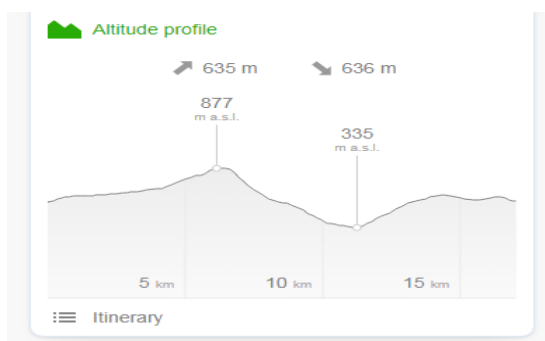 Altitude profile
635 m 636 m
877
m a.s.l.
335
m a.s.l.
5 km 10 km 15 km
Itinerary